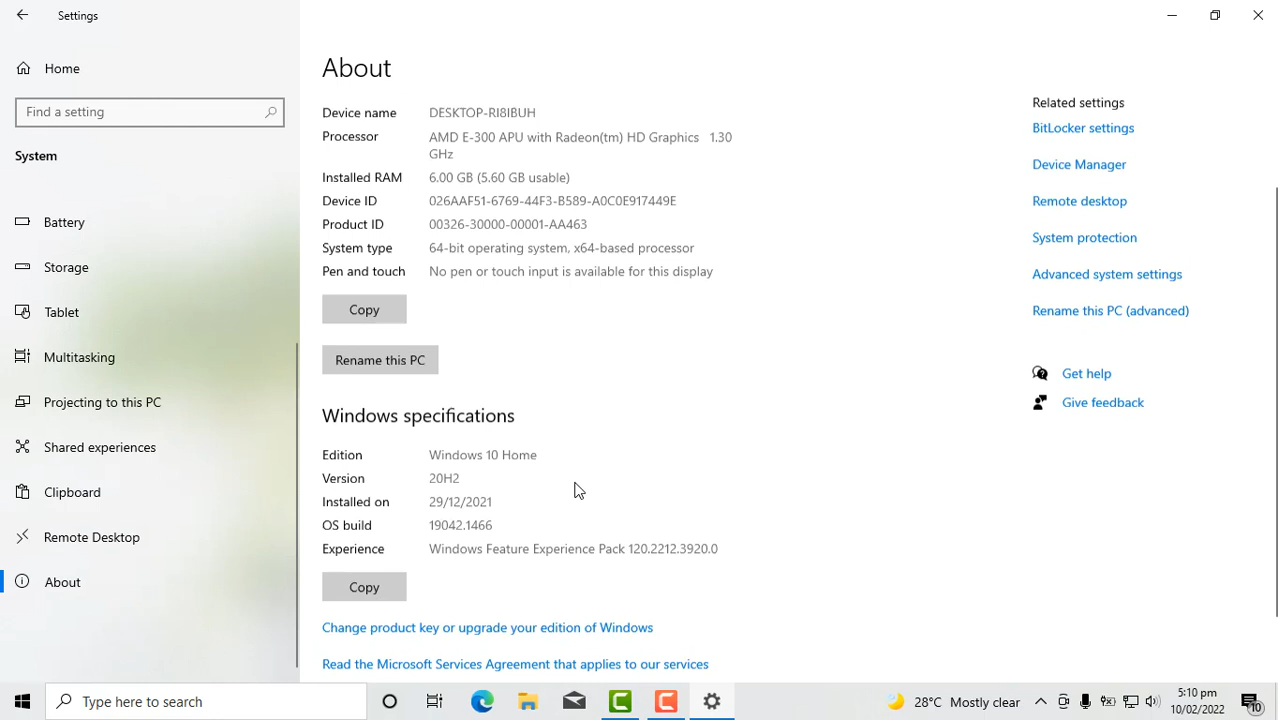 Settings
Home
Find a setting
System
Battery
Storage
Tablet
Multitasking
Projecting to this PC
Shared experiences
Clipboard
Remote Desktop
About
About
Device name DESKTOP-RI8IBUH
Processor AMD E-300 APU with Radeon(tm) HD Graphics 1.30
GHz
Installed RAM 6.00 GB (5.60 GB usable)
Device ID 026AAF51-6769-44F3-B589-A0C0E917449E
Product ID 00326-30000-00001-AA463
System type 64-bit operating system, x64-based processor
Pen and touch No pen or touch input is available for this display
Copy
Rename this PC
Windows specifications
Edition Windows 10 Home
Version 20H2
Installed on 29/12/2021
OS build 19042.1466
Experience Windows Feature Experience Pack 120.2212.3920.0
Copy
Change product key or upgrade your edition of Windows
Read the Microsoft Services Agreement that applies to our services
Related settings
BitLocker settings
Device Manager
Remote desktop
System protection
Advanced system settings
Rename this PC (advanced)
Get help
Give feedback
Type here to search
28°C Mostly clear
5:10 pm
10/02/2022
10